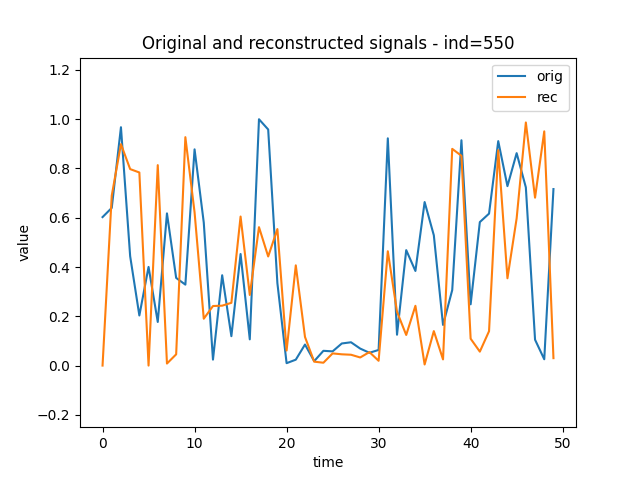 Original and reconstructed signals - ind=550
orig
rec
1.2
1.0
0.8
0.6
0.4
0.2
0.0
−0.2
value
0 10 20 30 40 50
time